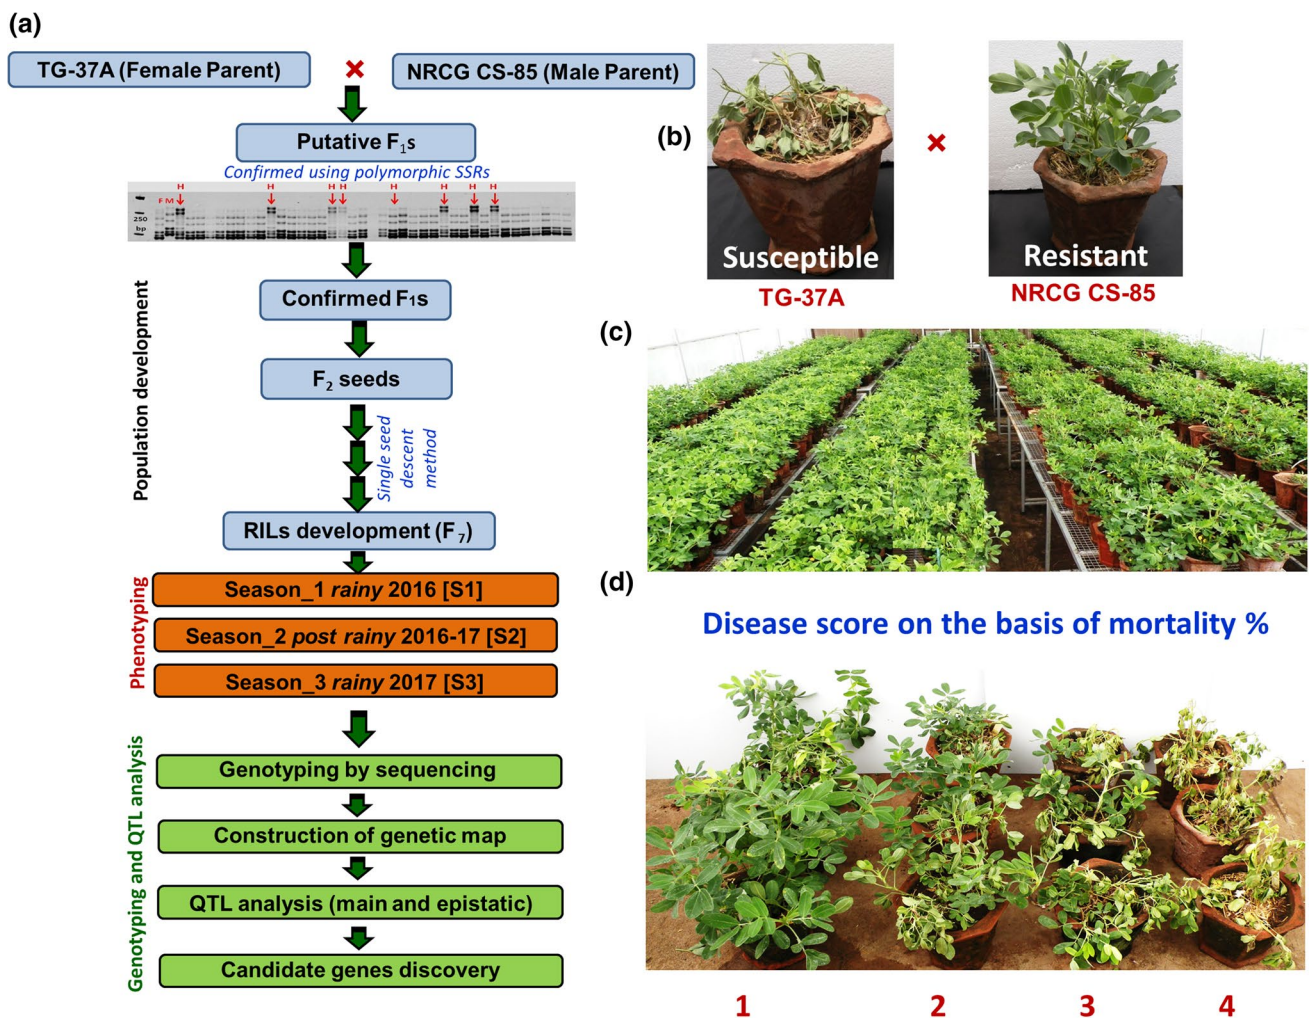 (a)
TG-37A (Female Parent)
×
NRCG CS-85 (Male Parent)
Putative F₁s
Confirmed using polymorphic SSRs
H H H H H H H H
F M
250
bp
Confirmed F₁s
F₂ seeds
Single seed
descent
method
RILs development (F₇)
Population development
Season_1 rainy 2016 [S1]
Season_2 post rainy 2016-17 [S2]
Season_3 rainy 2017 [S3]
Phenotyping
Genotyping by sequencing
Construction of genetic map
QTL analysis (main and epistatic)
Candidate genes discovery
Genotyping and QTL analysis
(b)
Susceptible
TG-37A
×
Resistant
NRCG CS-85
(c)
(d)
Disease score on the basis of mortality %
1 2 3 4